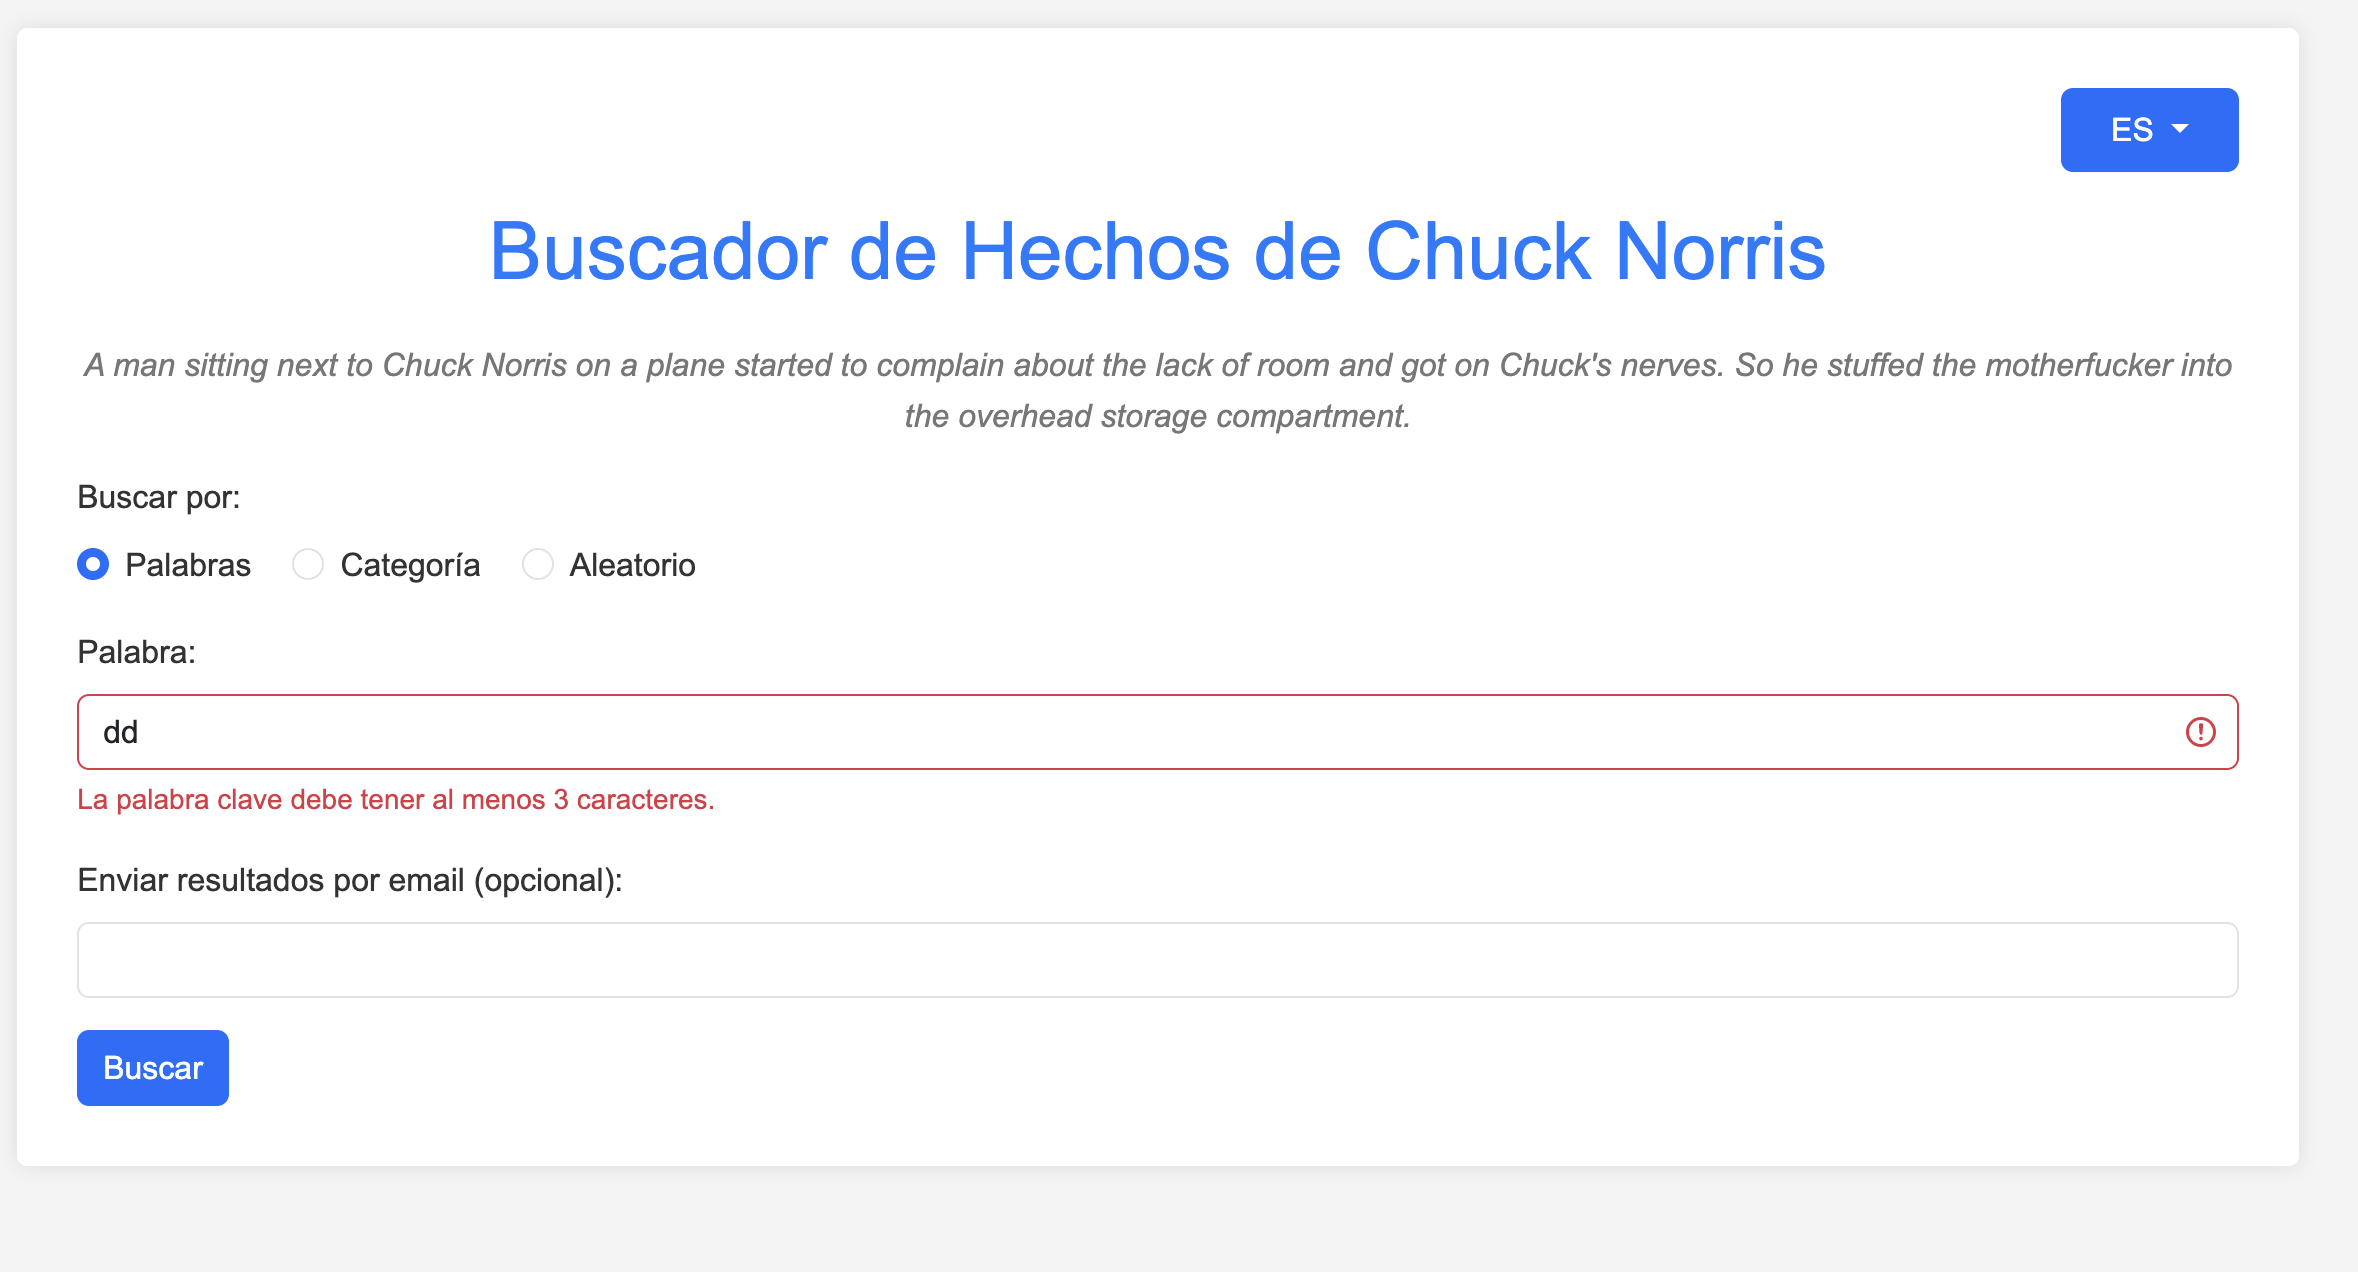 ES
Buscador de Hechos de Chuck Norris
A man sitting next to Chuck Norris on a plane started to complain about the lack of room and got on Chuck's nerves. So he stuffed the motherfucker into
the overhead storage compartment.
Buscar por:
Palabras Categoría Aleatorio
Palabra:
dd
La palabra clave debe tener al menos 3 caracteres.
Enviar resultados por email (opcional):
Buscar